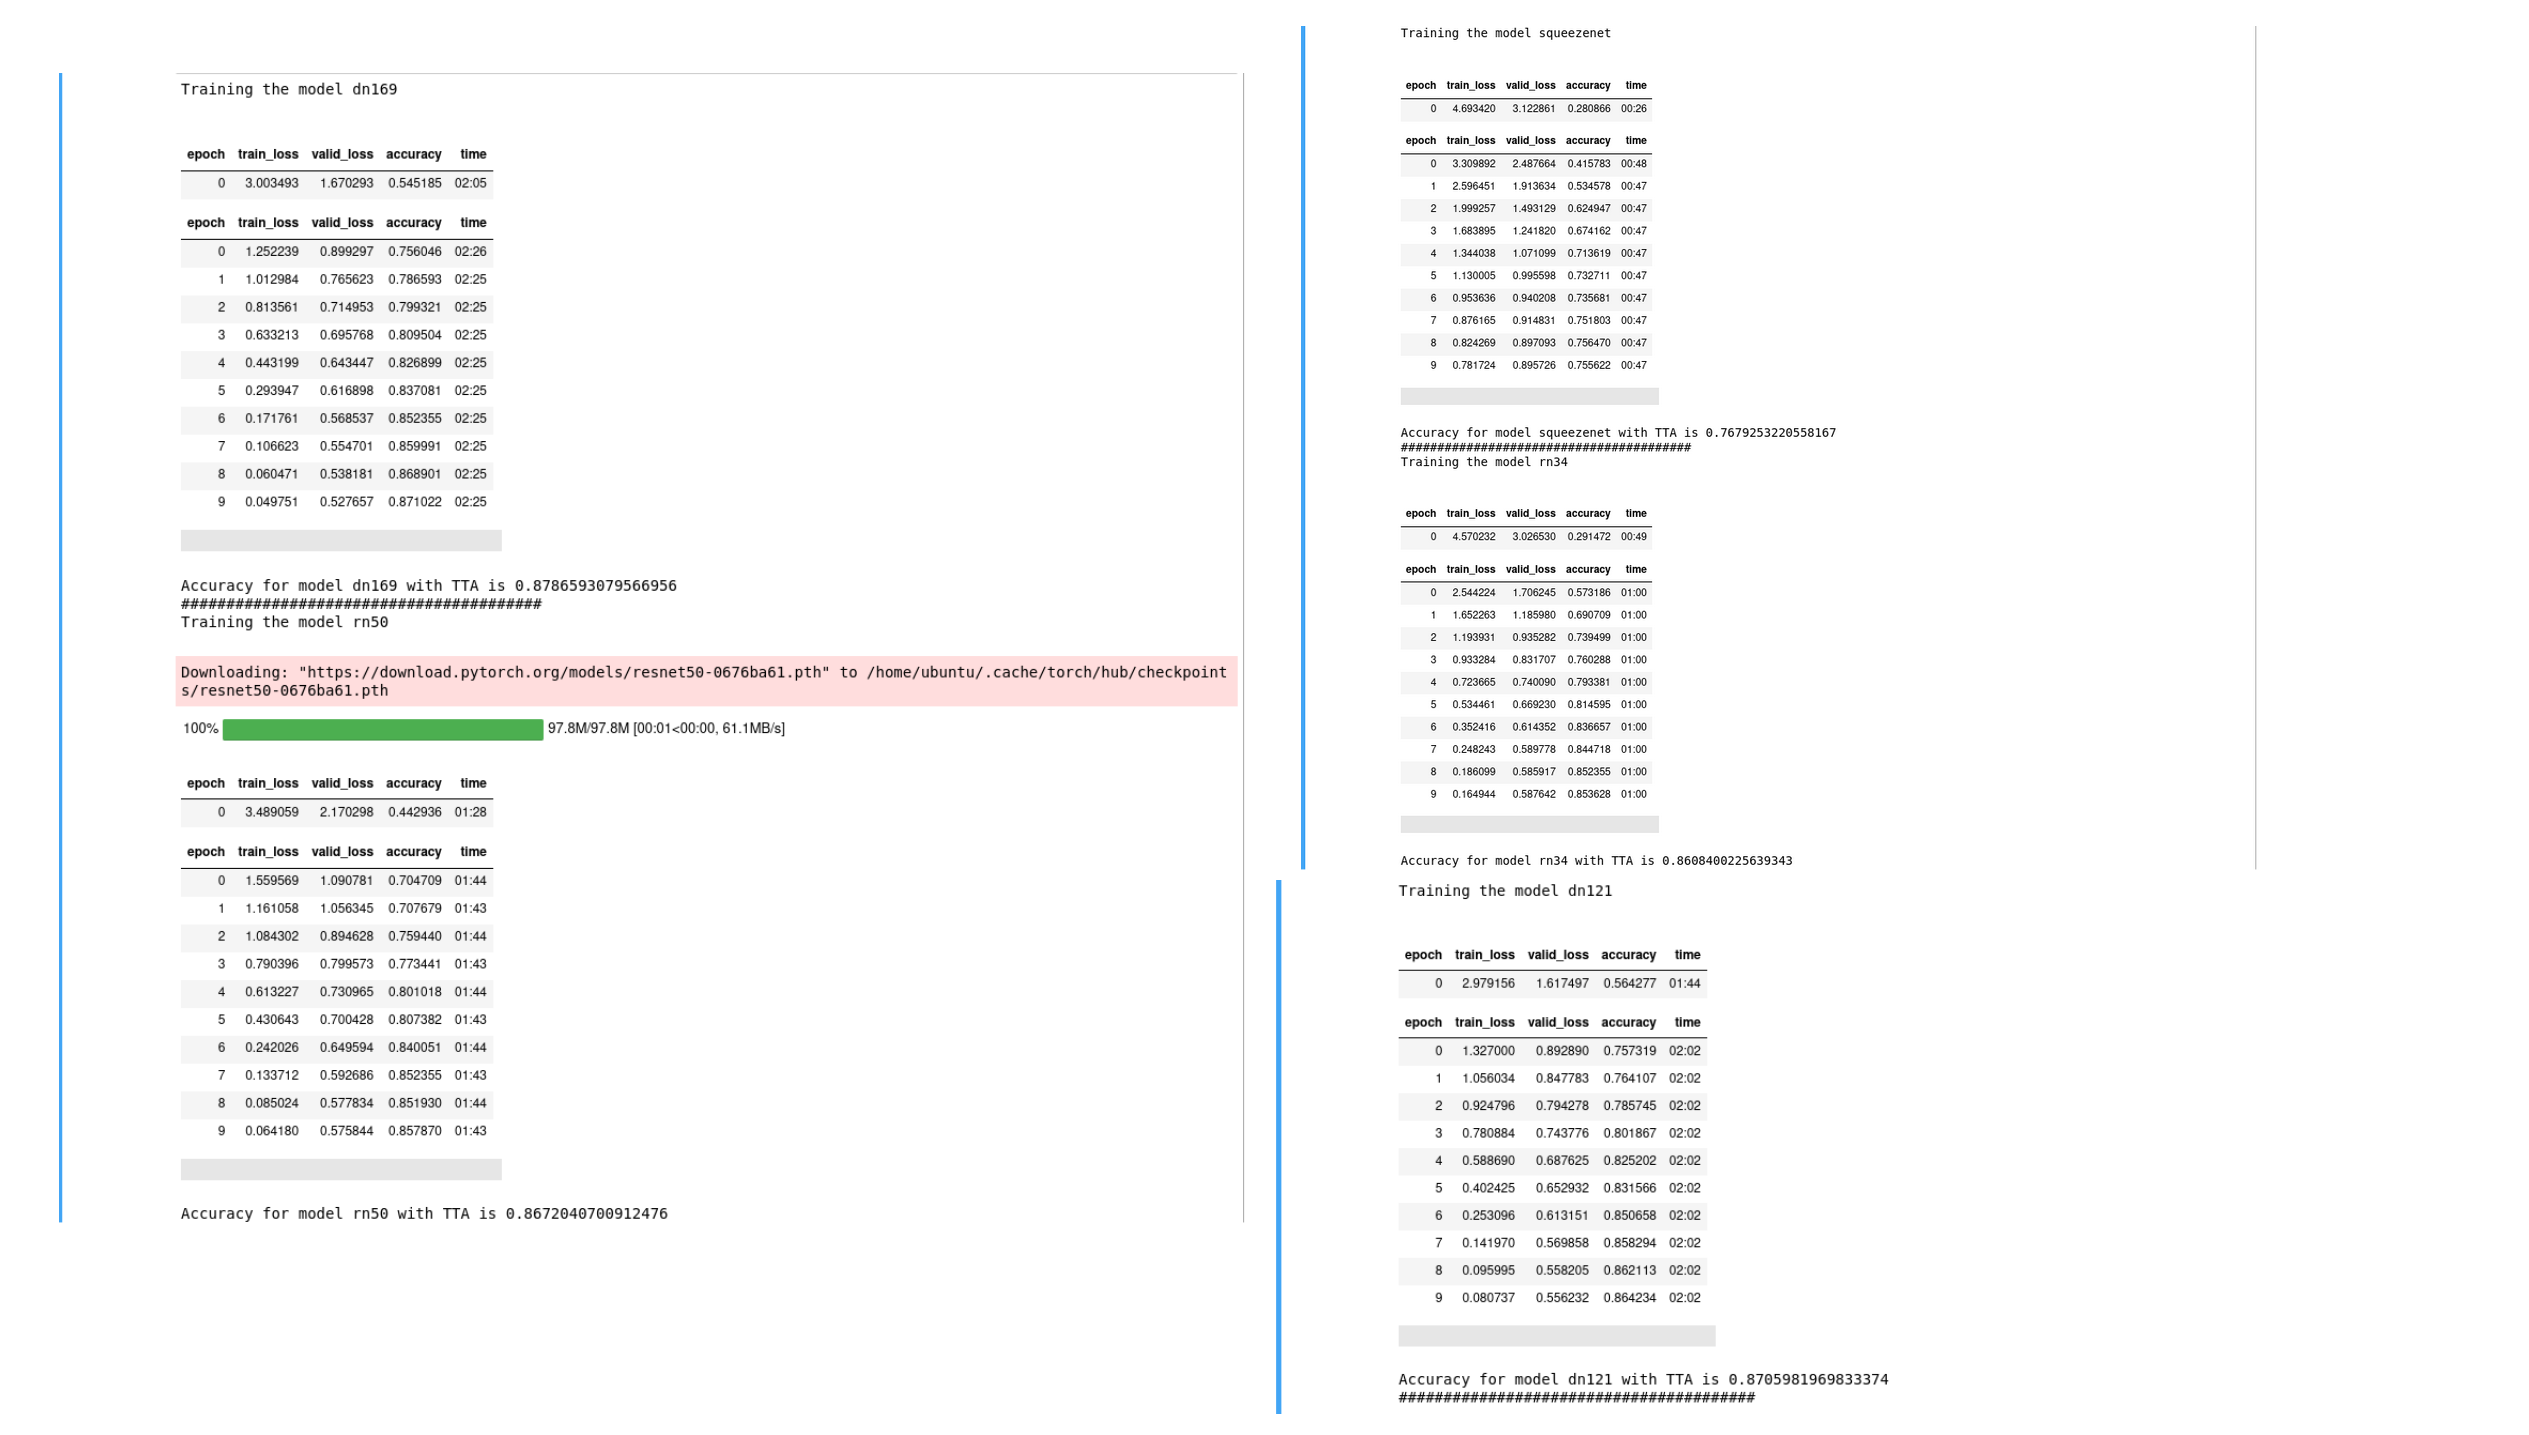 Training the model dn169
epoch train_loss valid_loss accuracy time
0 3.003493 1.670293 0.545185 02:05
epoch train_loss valid_loss accuracy time
0 1.252239 0.899297 0.756046 02:26
1 1.012984 0.765623 0.786593 02:25
2 0.813561 0.714953 0.799321 02:25
3 0.633213 0.695768 0.809504 02:25
4 0.443199 0.643447 0.826899 02:25
5 0.293947 0.616898 0.837081 02:25
6 0.171761 0.568537 0.852355 02:25
7 0.106623 0.554701 0.859991 02:25
8 0.060471 0.538181 0.868901 02:25
9 0.049751 0.527657 0.871022 02:25
Accuracy for model dn169 with TTA is 0.8786593079566956
########################################
Training the model rn50
Downloading: "https://download.pytorch.org/models/resnet50-0676ba61.pth" to /home/ubuntu/.cache/torch/hub/checkpoint
s/resnet50-0676ba61.pth
100% 97.8M/97.8M [00:01<00:00, 61.1MB/s]
epoch train_loss valid_loss accuracy time
0 3.489059 2.170298 0.442936 01:28
epoch train_loss valid_loss accuracy time
0 1.559569 1.090781 0.704709 01:44
1 1.161058 1.056345 0.707679 01:43
2 1.084302 0.894628 0.759440 01:44
3 0.790396 0.799573 0.773441 01:43
4 0.613227 0.730965 0.801018 01:44
5 0.430643 0.700428 0.807382 01:43
6 0.242026 0.649594 0.840051 01:44
7 0.133712 0.592686 0.852355 01:43
8 0.085024 0.577834 0.851930 01:44
9 0.064180 0.575844 0.857870 01:43
Accuracy for model rn50 with TTA is 0.8672040700912476
Training the model squeezenet
epoch train_loss valid_loss accuracy time
0 4.693420 3.122861 0.280866 00:26
epoch train_loss valid_loss accuracy time
0 3.309892 2.487664 0.415783 00:48
1 2.596451 1.913634 0.534578 00:47
2 1.999257 1.493129 0.624947 00:47
3 1.683895 1.241820 0.674162 00:47
4 1.344038 1.071099 0.713619 00:47
5 1.130005 0.995598 0.732711 00:47
6 0.953636 0.940208 0.735681 00:47
7 0.876165 0.914831 0.751803 00:47
8 0.824269 0.897093 0.756470 00:47
9 0.781724 0.895726 0.755622 00:47
Accuracy for model squeezenet with TTA is 0.7679253220558167
########################################
Training the model rn34
epoch train_loss valid_loss accuracy time
0 4.570232 3.026530 0.291472 00:49
epoch train_loss valid_loss accuracy time
0 2.544224 1.706245 0.573186 01:00
1 1.652263 1.185980 0.690709 01:00
2 1.193931 0.935282 0.739499 01:00
3 0.933284 0.831707 0.760288 01:00
4 0.723665 0.740090 0.793381 01:00
5 0.534461 0.669230 0.814595 01:00
6 0.352416 0.614352 0.836657 01:00
7 0.248243 0.589778 0.844718 01:00
8 0.186099 0.585917 0.852355 01:00
9 0.164944 0.587642 0.853628 01:00
Accuracy for model rn34 with TTA is 0.8608400225639343
Training the model dn121
epoch train_loss valid_loss accuracy time
0 2.979156 1.617497 0.564277 01:44
epoch train_loss valid_loss accuracy time
0 1.327000 0.892890 0.757319 02:02
1 1.056034 0.847783 0.764107 02:02
2 0.924796 0.794278 0.785745 02:02
3 0.780884 0.743776 0.801867 02:02
4 0.588690 0.687625 0.825202 02:02
5 0.402425 0.652932 0.831566 02:02
6 0.253096 0.613151 0.850658 02:02
7 0.141970 0.569858 0.858294 02:02
8 0.095995 0.558205 0.862113 02:02
9 0.080737 0.556232 0.864234 02:02
Accuracy for model dn121 with TTA is 0.8705981969833374
########################################